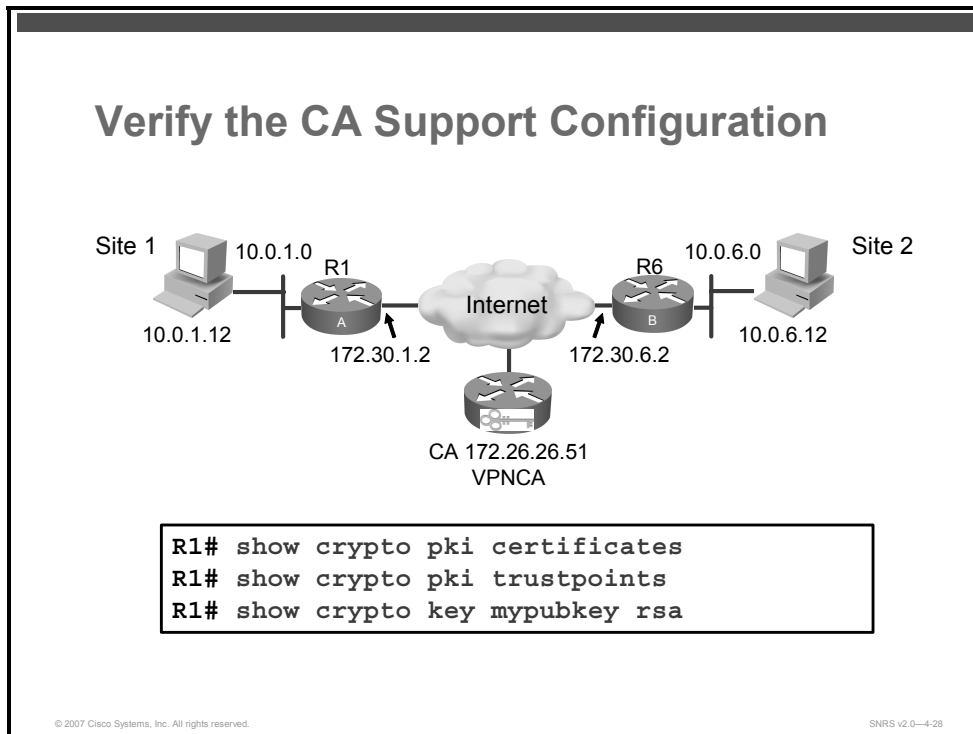 Verify the CA Support Configuration
Site 1
10.0.1.0
R1
A
10.0.1.12
172.30.1.2
Internet
R6
B
10.0.6.0
Site 2
172.30.6.2
10.0.6.12
CA 172.26.26.51
VPNCA
R1# show crypto pki certificates
R1# show crypto pki trustpoints
R1# show crypto key mypubkey rsa
© 2007 Cisco Systems, Inc. All rights reserved.
SNRS v2.0—4-28